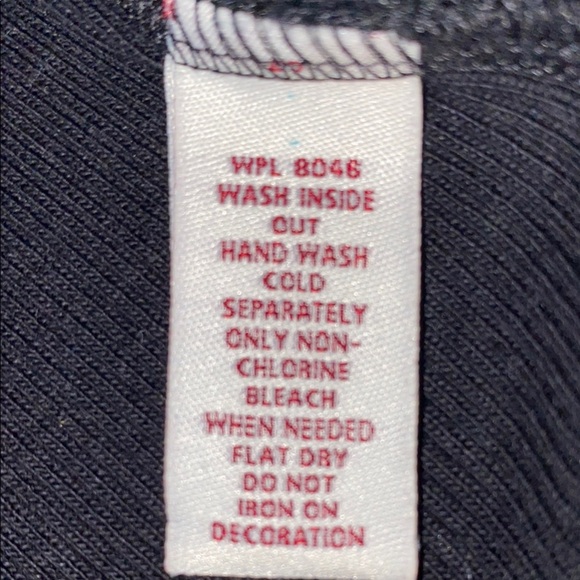 WPL 8046
WASH INSIDE
OUT
HAND WASH
COLD
SEPARATELY
ONLY NON-
CHLORINE
BLEACH
WHEN NEEDED
FLAT DRY
DO NOT
IRON ON
DECORATION